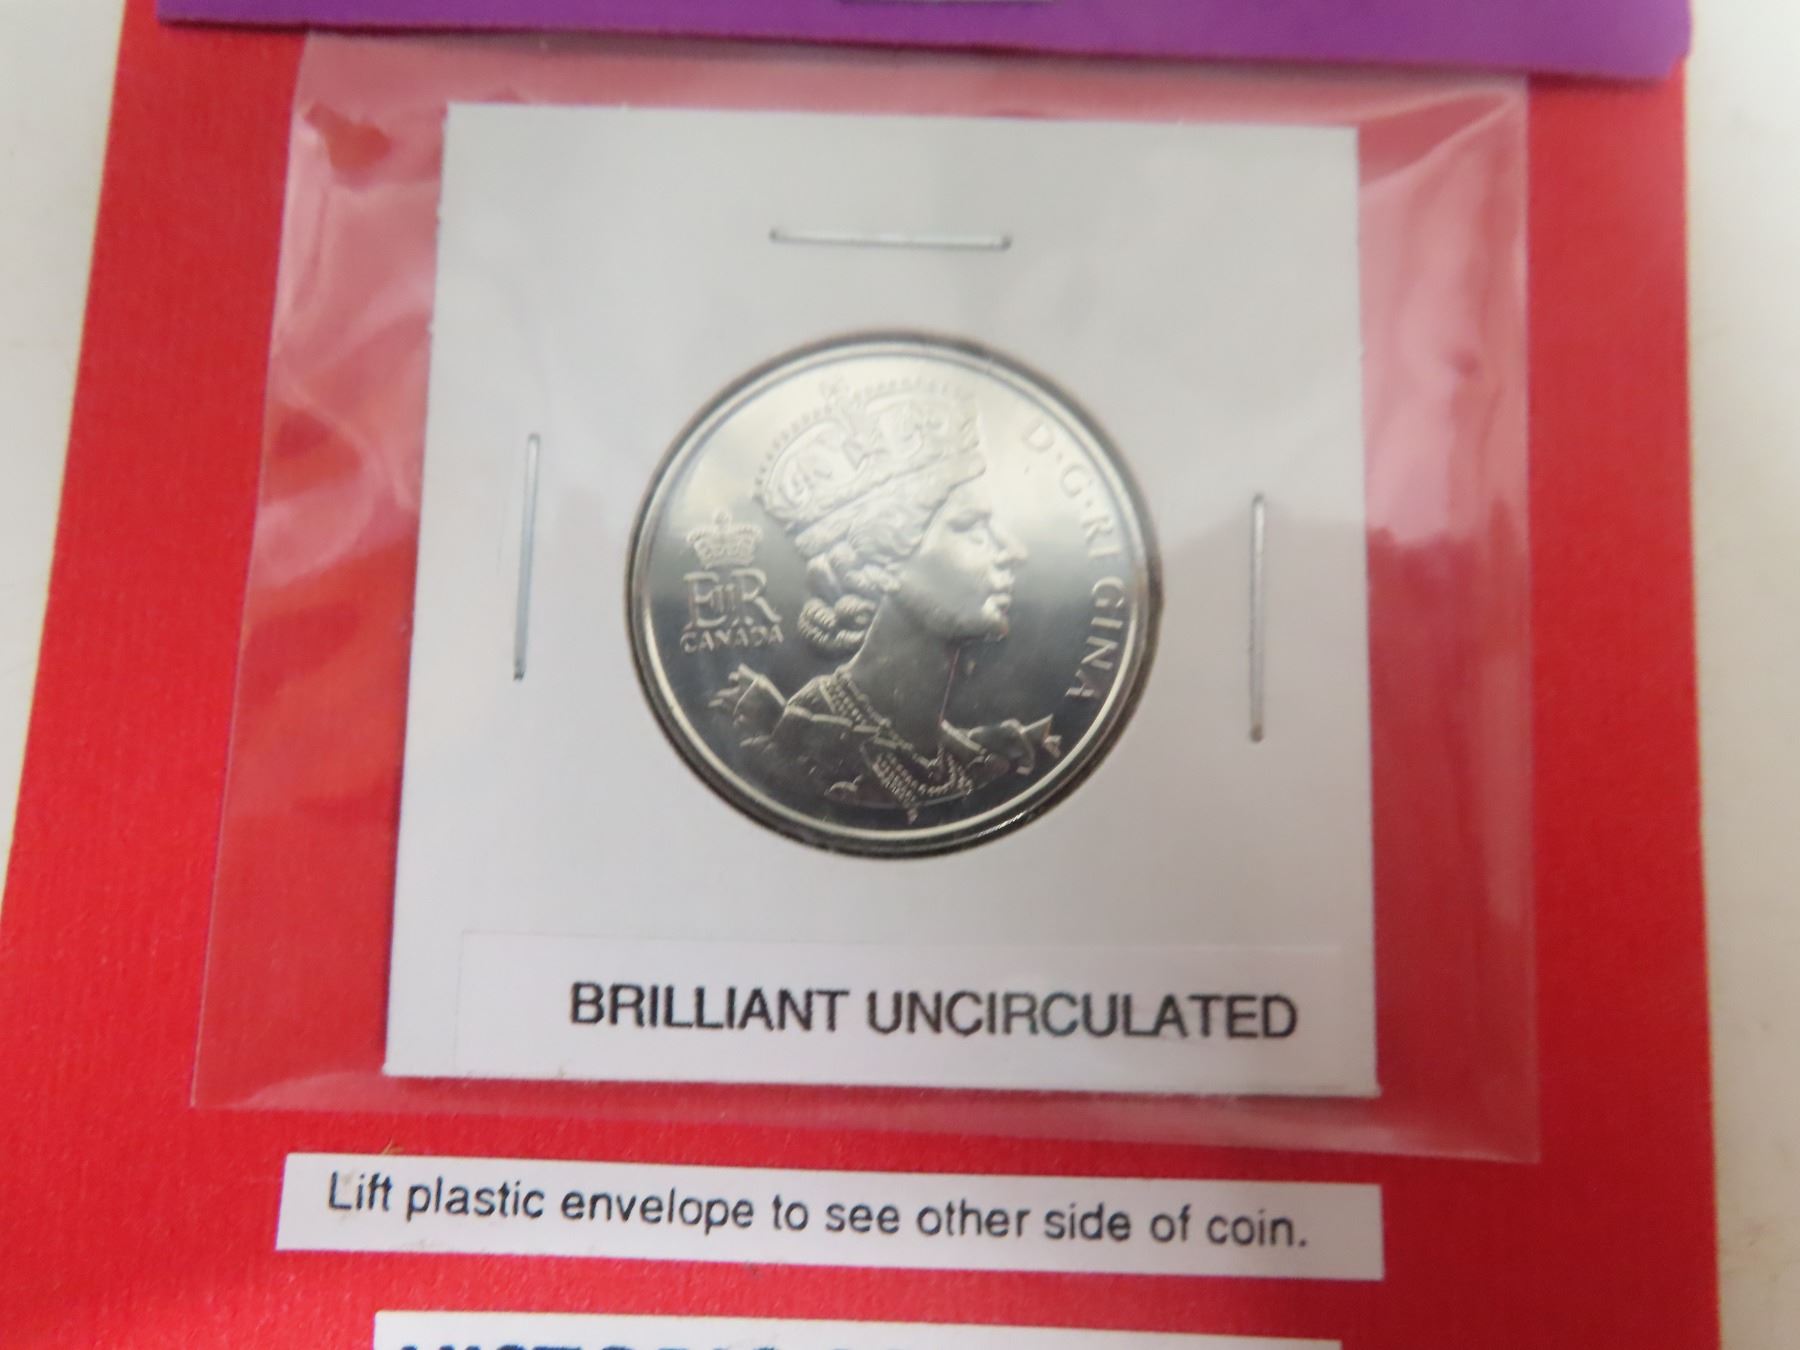 D·G·REGINA
EIIR
CANADA
BRILLIANT UNCIRCULATED
Lift plastic envelope to see other side of coin.